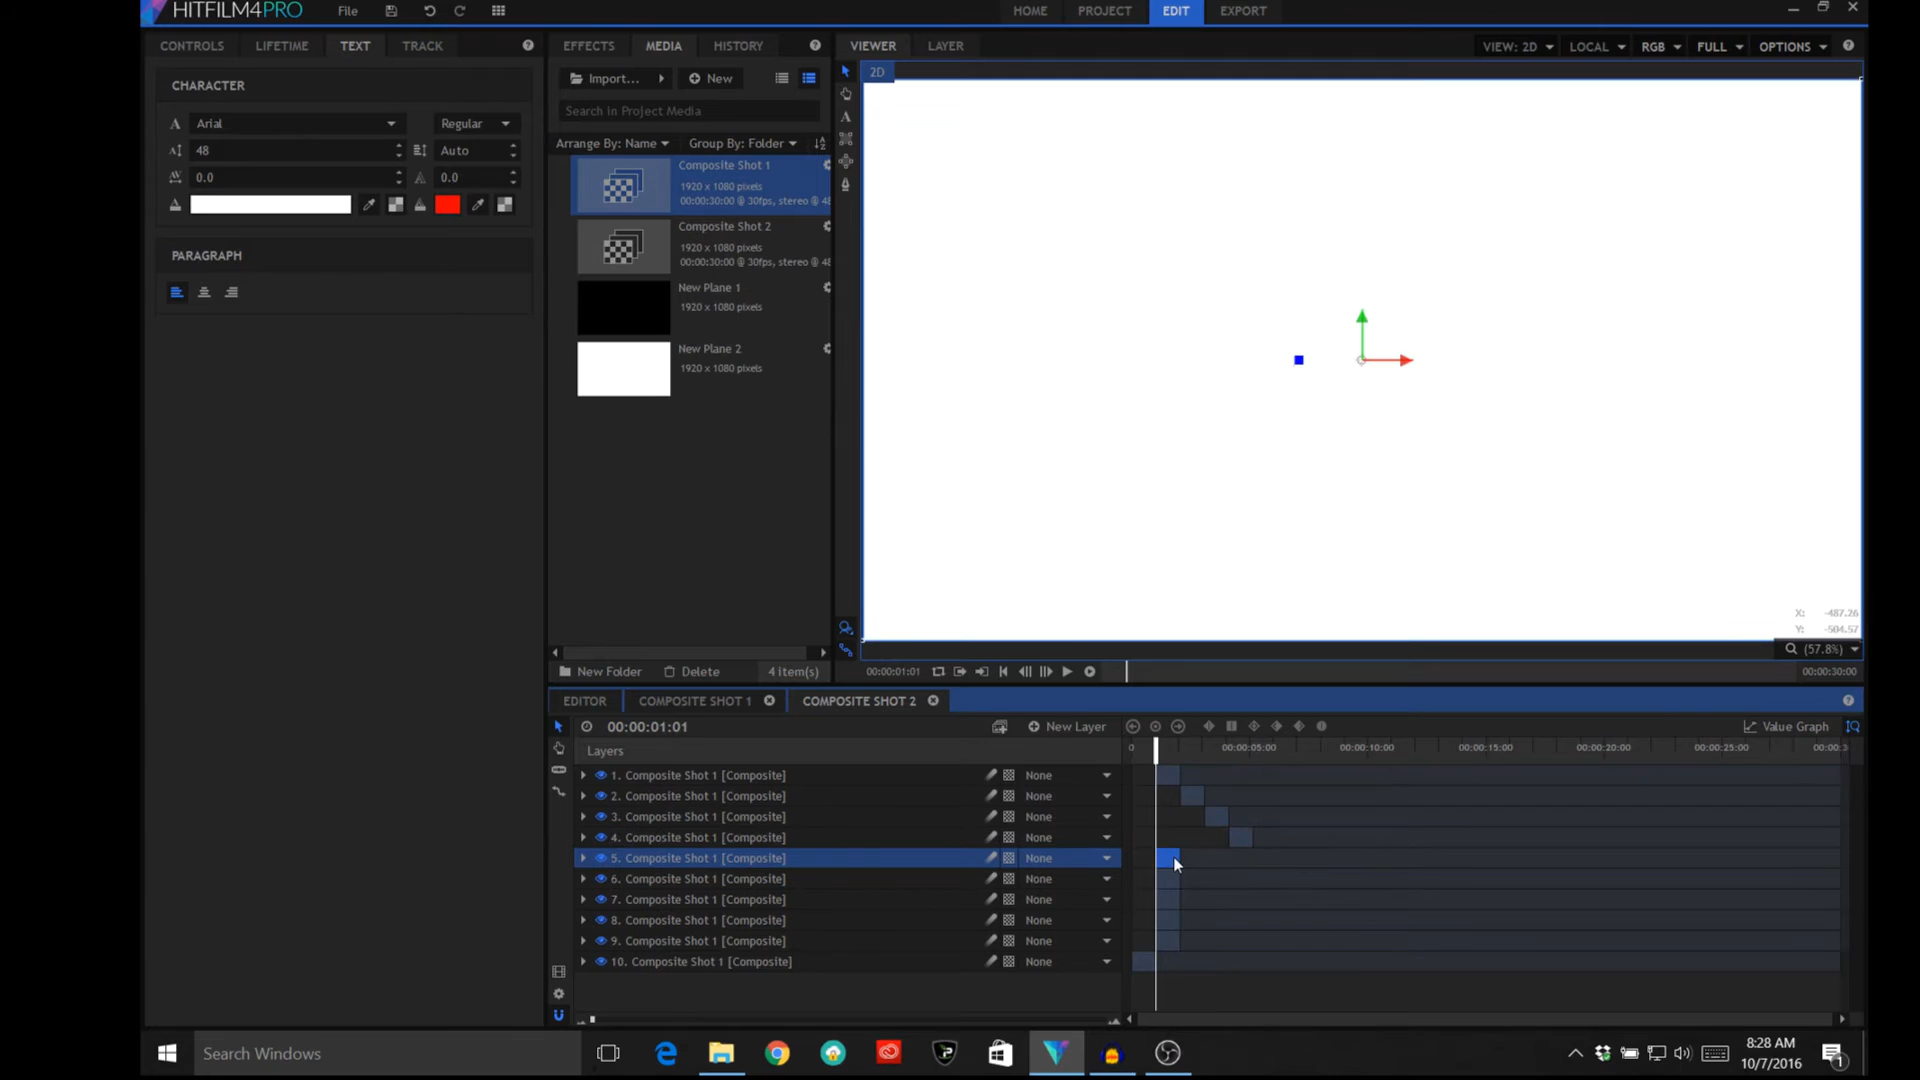 HITFILM4PRO File HOME PROJECT EDIT EXPORT
CONTROLS LIFETIME TEXT TRACK
EFFECTS MEDIA HISTORY
VIEWER LAYER VIEW: 2D LOCAL RGB FULL OPTIONS
CHARACTER
Arial Regular
48 Auto
0.0 0.0
PARAGRAPH
Import... New
Search in Project Media
Arrange By: Name Group By: Folder
Composite Shot 1
1920 x 1080 pixels
00:00:30:00 @ 30fps, stereo @ 48
Composite Shot 2
1920 x 1080 pixels
00:00:30:00 @ 30fps, stereo @ 48
New Plane 1
1920 x 1080 pixels
New Plane 2
1920 x 1080 pixels
New Folder Delete 4 item(s)
2D
X: -487.26
Y: -504.57
(57.8%)
00:00:01:01 00:00:30:00
EDITOR COMPOSITE SHOT 1 COMPOSITE SHOT 2
00:00:01:01 New Layer Value Graph
Layers 0 00:00:05:00 00:00:10:00 00:00:15:00 00:00:20:00 00:00:25:00 00:00:3
1. Composite Shot 1 [Composite] None
2. Composite Shot 1 [Composite] None
3. Composite Shot 1 [Composite] None
4. Composite Shot 1 [Composite] None
5. Composite Shot 1 [Composite] None
6. Composite Shot 1 [Composite] None
7. Composite Shot 1 [Composite] None
8. Composite Shot 1 [Composite] None
9. Composite Shot 1 [Composite] None
10. Composite Shot 1 [Composite] None
Search Windows
8:28 AM
10/7/2016
1